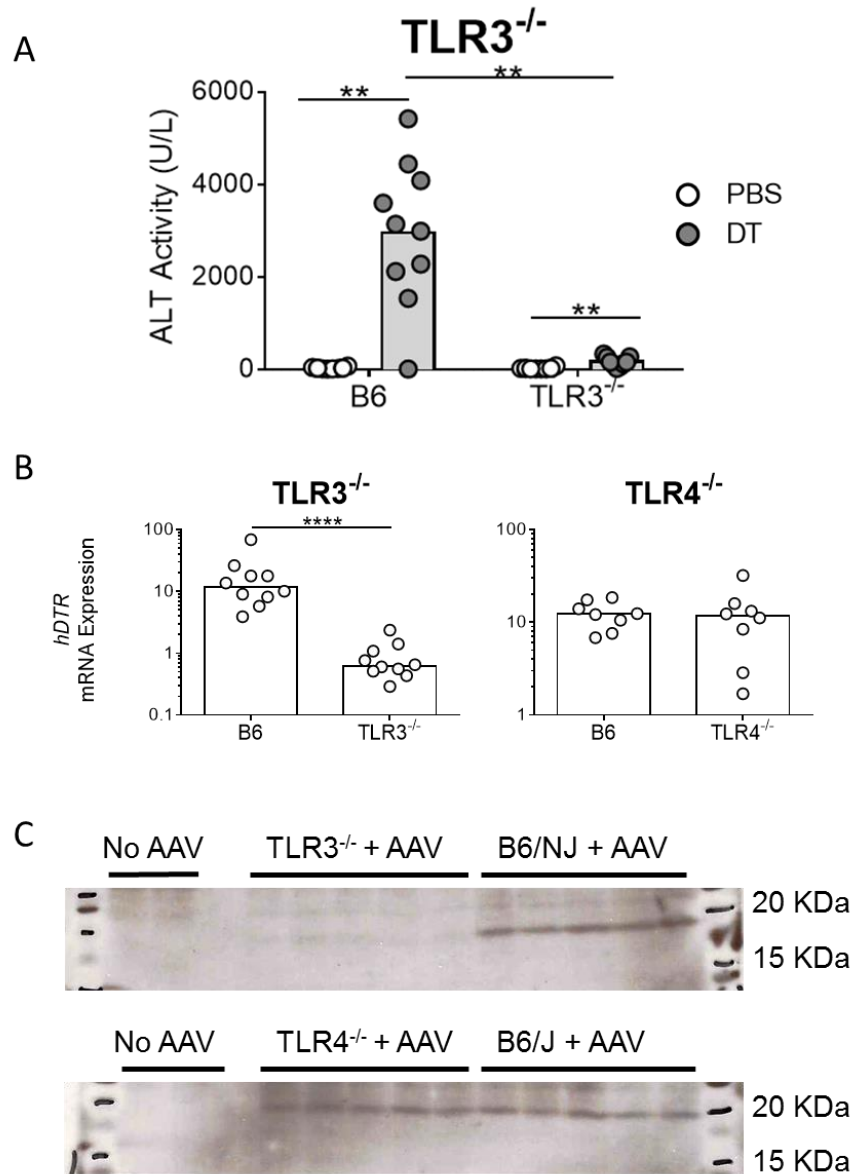 A
TLR3-/-
**
**
6000
4000
2000
0
ALT Activity (U/L)
**
B6
TLR3-/-
PBS
DT
B
TLR3-/-
****
100
10
1
0.1
hDTR
mRNA Expression
B6
TLR3-/-
TLR4-/-
100
10
1
B6
TLR4-/-
C
No AAV
TLR3-/- + AAV
B6/NJ + AAV
20 KDa
15 KDa
No AAV
TLR4-/- + AAV
B6/J + AAV
20 KDa
15 KDa